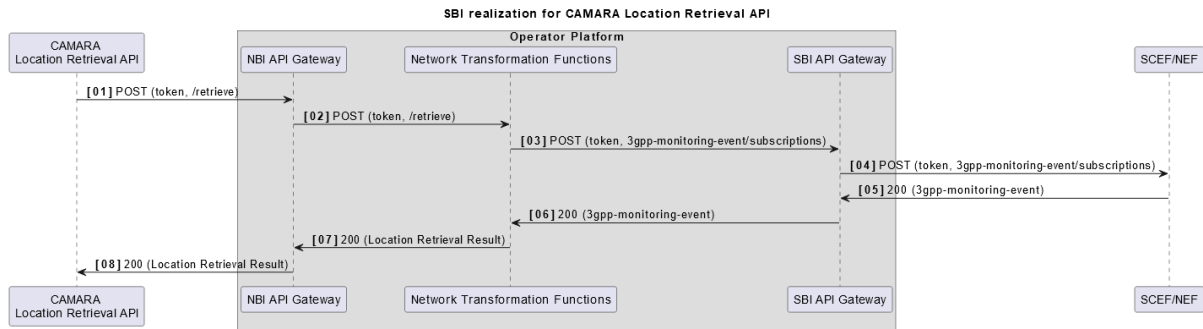 SBI realization for CAMARA Location Retrieval API
Operator Platform
CAMARA
Location Retrieval API
NBI API Gateway
Network Transformation Functions
SBI API Gateway
SCEF/NEF
[01] POST (token, /retrieve)
[02] POST (token, /retrieve)
[03] POST (token, 3gpp-monitoring-event/subscriptions)
[04] POST (token, 3gpp-monitoring-event/subscriptions)
[05] 200 (3gpp-monitoring-event)
[06] 200 (3gpp-monitoring-event)
[07] 200 (Location Retrieval Result)
[08] 200 (Location Retrieval Result)
CAMARA
Location Retrieval API
NBI API Gateway
Network Transformation Functions
SBI API Gateway
SCEF/NEF